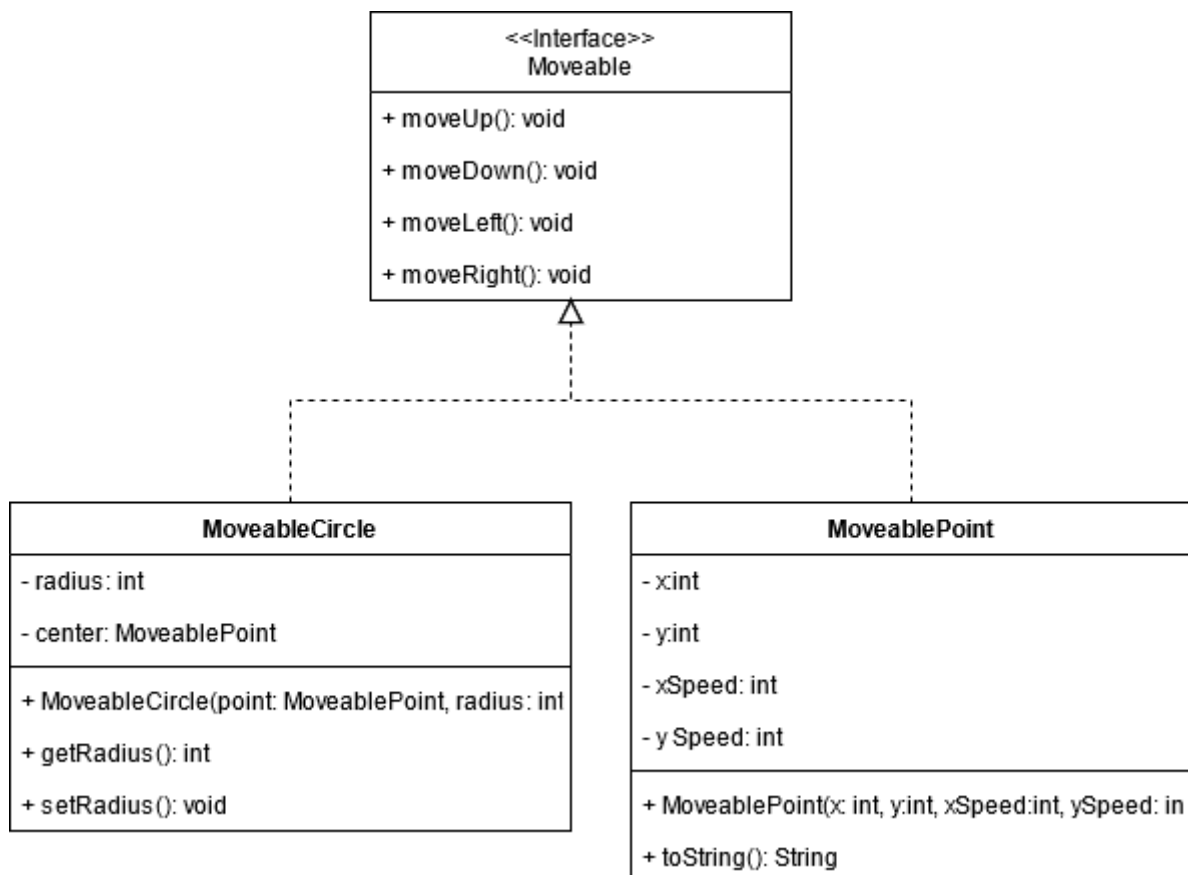 <<Interface>>
Moveable
+ moveUp(): void
+ moveDown(): void
+ moveLeft(): void
+ moveRight(): void
MoveableCircle
- radius: int
- center: MoveablePoint
+ MoveableCircle(point: MoveablePoint, radius: int
+ getRadius(): int
+ setRadius(): void
MoveablePoint
- x:int
- y:int
- xSpeed: int
- y Speed: int
+ MoveablePoint(x: int, y:int, xSpeed:int, ySpeed: in
+ toString(): String